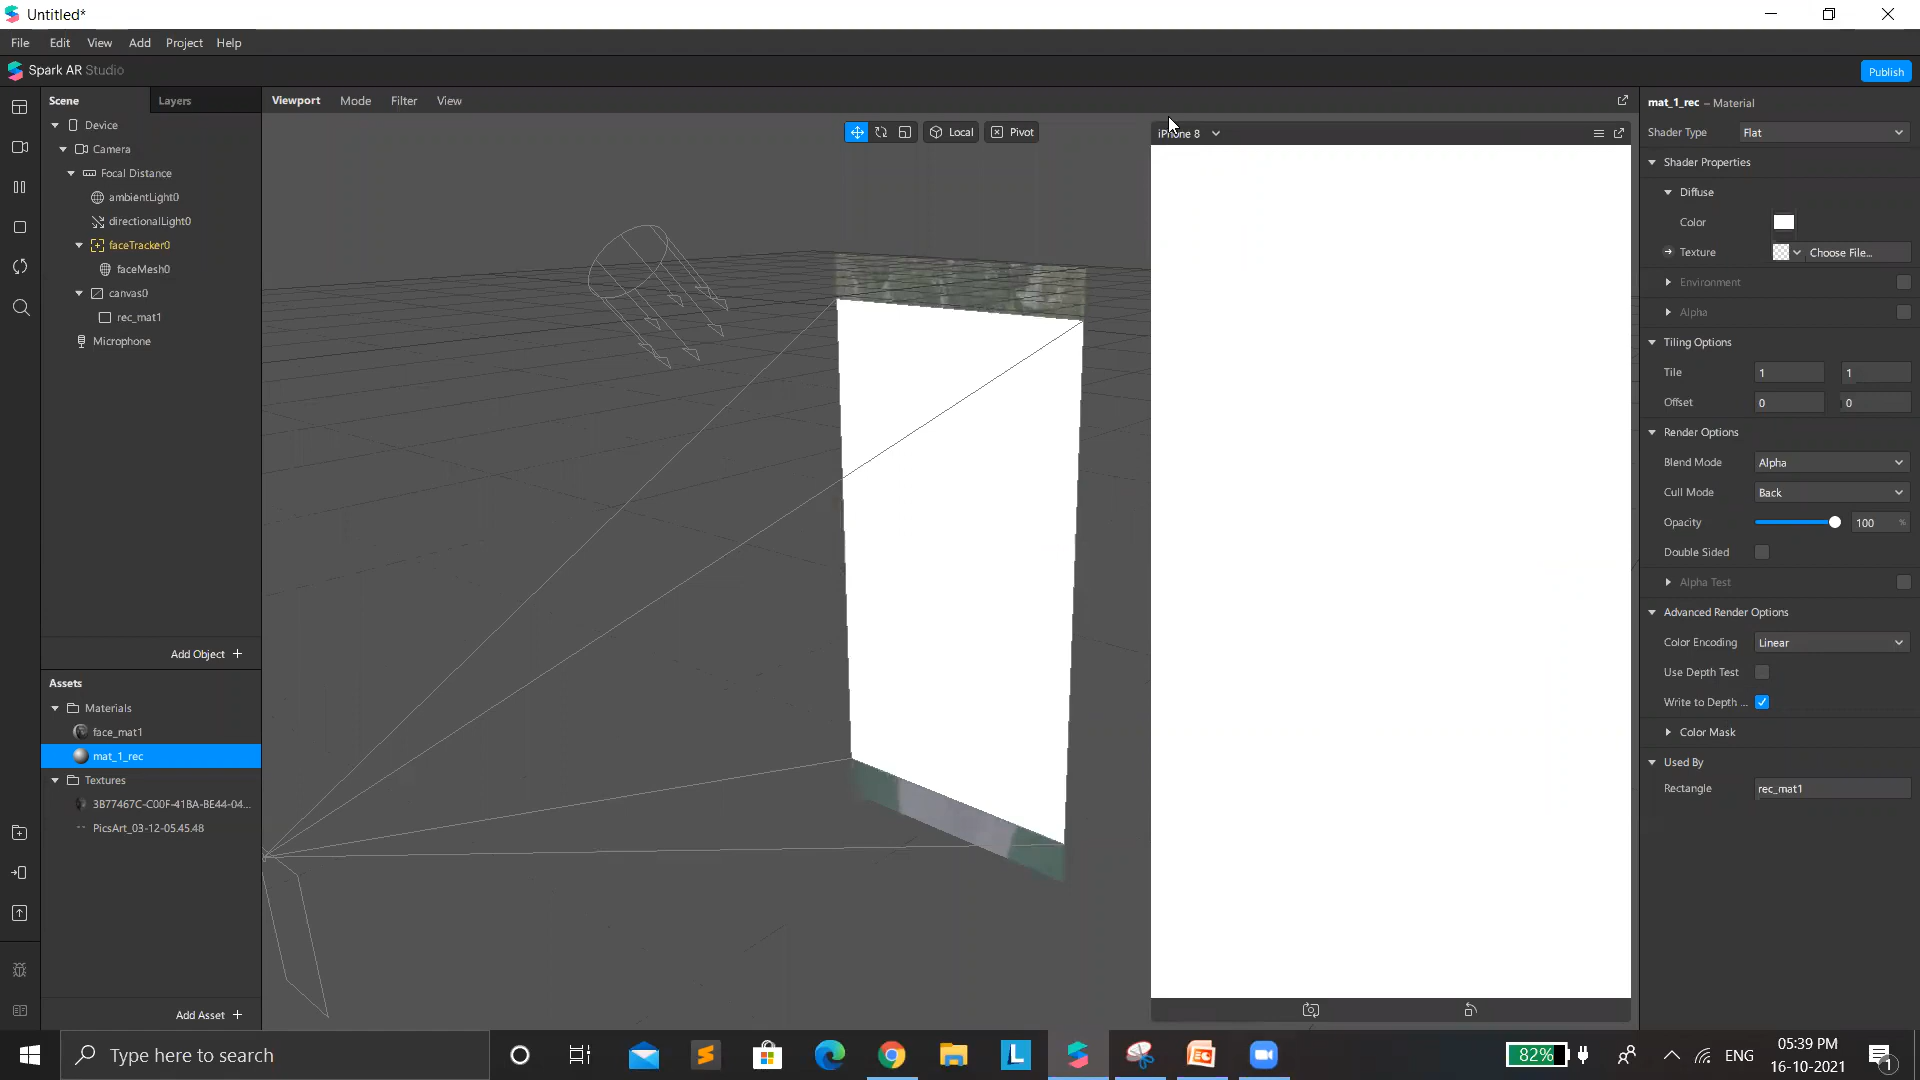 Untitled*
File Edit View Add Project Help
Spark AR Studio
Publish
Scene Layers
Viewport Mode Filter View
Device
Camera
Focal Distance
ambientLight0
directionalLight0
faceTracker0
faceMesh0
canvas0
rec_mat1
Microphone
Add Object +
Assets
Materials
face_mat1
mat_1_rec
Textures
3B77467C-C00F-41BA-BE44-04...
PicsArt_03-12-05.45.48
Add Asset +
Local Pivot
iPhone 8
mat_1_rec – Material
Shader Type Flat
Shader Properties
Diffuse
Color
Texture Choose File...
Environment
Alpha
Tiling Options
Tile 1 1
Offset 0 0
Render Options
Blend Mode Alpha
Cull Mode Back
Opacity 100 %
Double Sided
Alpha Test
Advanced Render Options
Color Encoding Linear
Use Depth Test
Write to Depth ...
Color Mask
Used By
Rectangle rec_mat1
Type here to search
L
82%
ENG
05:39 PM
16-10-2021
1